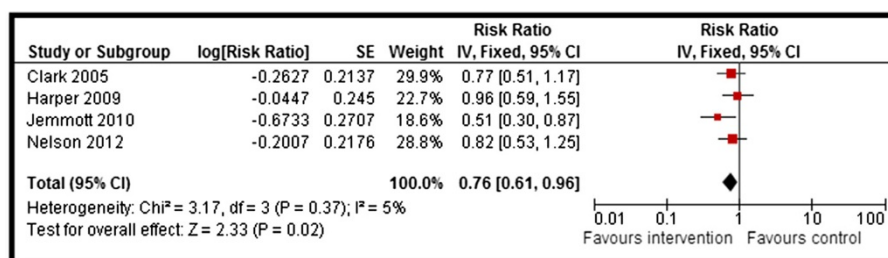 Risk Ratio Risk Ratio
Study or Subgroup log[Risk Ratio] SE Weight IV, Fixed, 95% CI IV, Fixed, 95% CI
Clark 2005 -0.2627 0.2137 29.9% 0.77 [0.51, 1.17]
Harper 2009 -0.0447 0.245 22.7% 0.96 [0.59, 1.55]
Jemmott 2010 -0.6733 0.2707 18.6% 0.51 [0.30, 0.87]
Nelson 2012 -0.2007 0.2176 28.8% 0.82 [0.53, 1.25]
Total (95% CI) 100.0% 0.76 [0.61, 0.96]
Heterogeneity: Chi² = 3.17, df = 3 (P = 0.37); I² = 5%
Test for overall effect: Z = 2.33 (P = 0.02)
0.01 0.1 1 10 100
Favours intervention Favours control